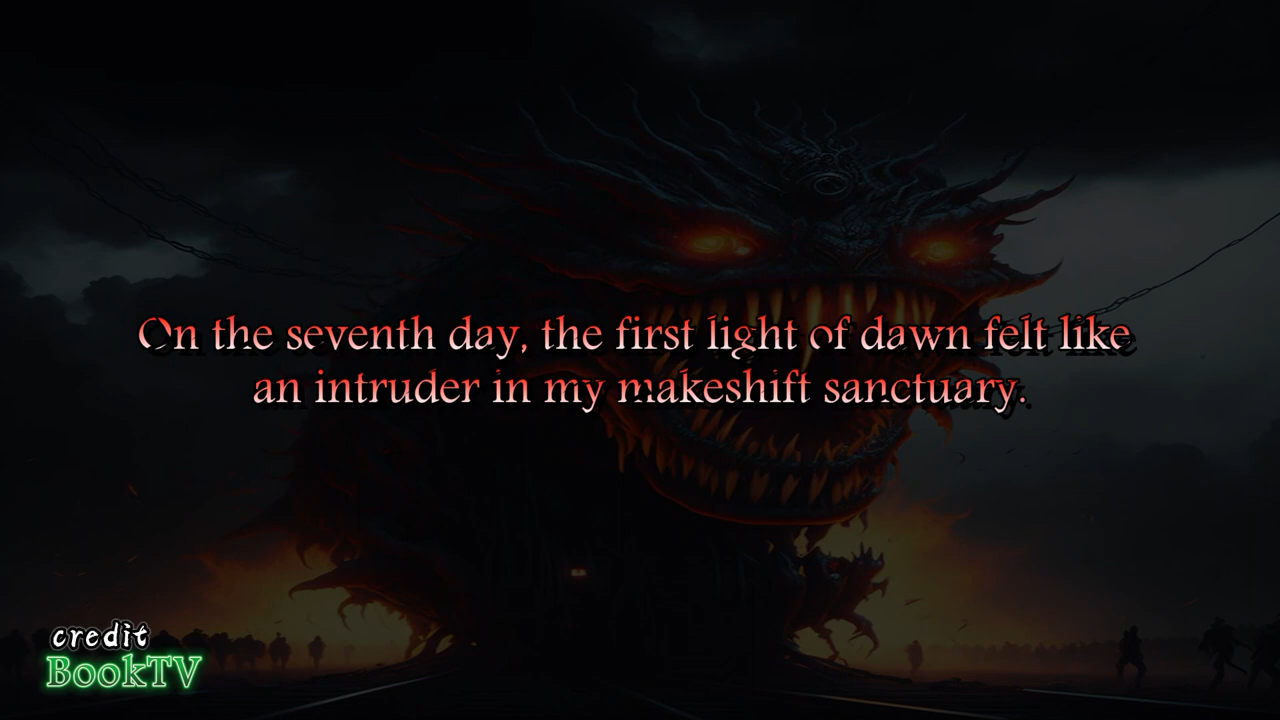 On the seventh day, the first light of dawn felt like
an intruder in my makeshift sanctuary.
credit
BookTV